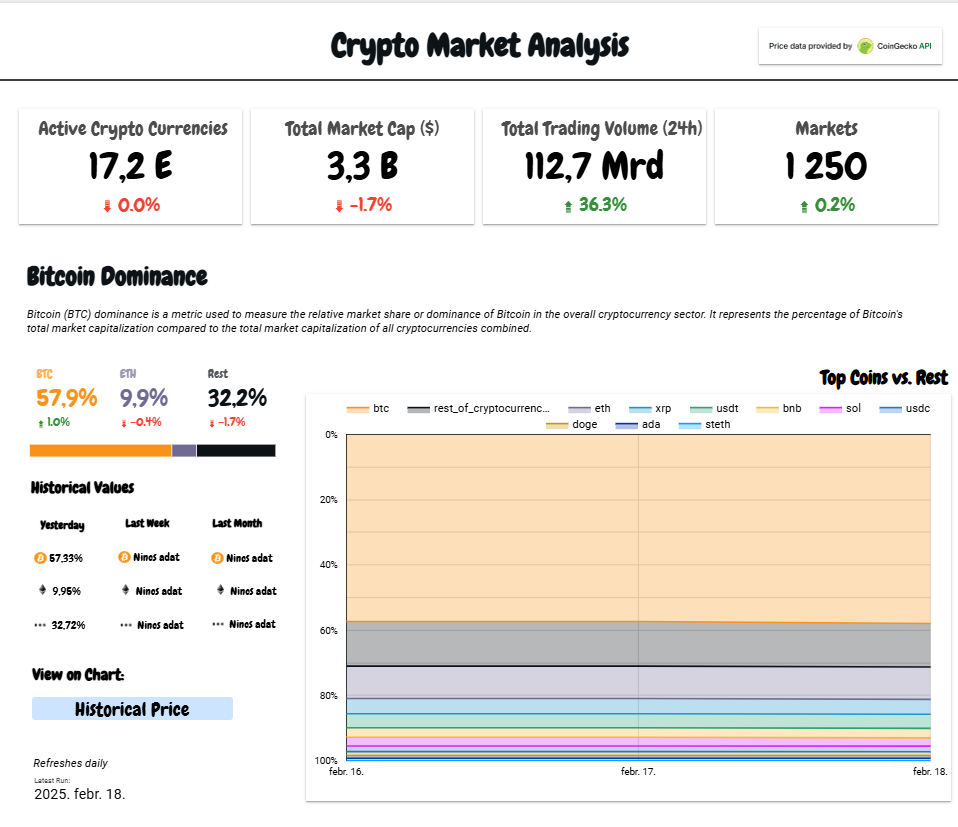 Crypto Market Analysis
Price data provided by CoinGecko API
Active Crypto Currencies
17,2 E
0.0%
Total Market Cap ($)
3,3 B
-1.7%
Total Trading Volume (24h)
112,7 Mrd
36.3%
Markets
1 250
0.2%
Bitcoin Dominance
Bitcoin (BTC) dominance is a metric used to measure the relative market share or dominance of Bitcoin in the overall cryptocurrency sector. It represents the percentage of Bitcoin's
total market capitalization compared to the total market capitalization of all cryptocurrencies combined.
BTC ETH Rest
57,9% 9,9% 32,2%
1.0% -0.4% -1.7%
Historical Values
Yesterday Last Week Last Month
57,33% Nincs adat Nincs adat
9,95% Nincs adat Nincs adat
32,72% Nincs adat Nincs adat
View on Chart:
Historical Price
Refreshes daily
Latest Run:
2025. febr. 18.
Top Coins vs. Rest
btc rest_of_cryptocurrenc... eth xrp usdt bnb sol usdc
doge ada steth
0%
20%
40%
60%
80%
100%
febr. 16. febr. 17. febr. 18.